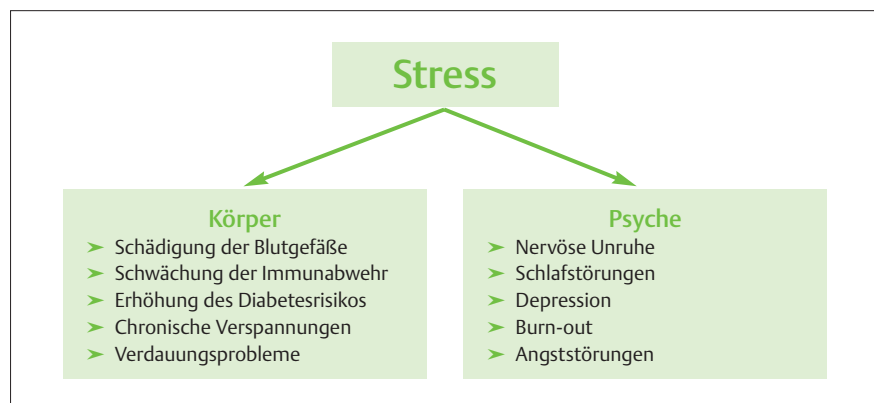 Stress
Körper
➤ Schädigung der Blutgefäße
➤ Schwächung der Immunabwehr
➤ Erhöhung des Diabetesrisikos
➤ Chronische Verspannungen
➤ Verdauungsprobleme
Psyche
➤ Nervöse Unruhe
➤ Schlafstörungen
➤ Depression
➤ Burn-out
➤ Angststörungen